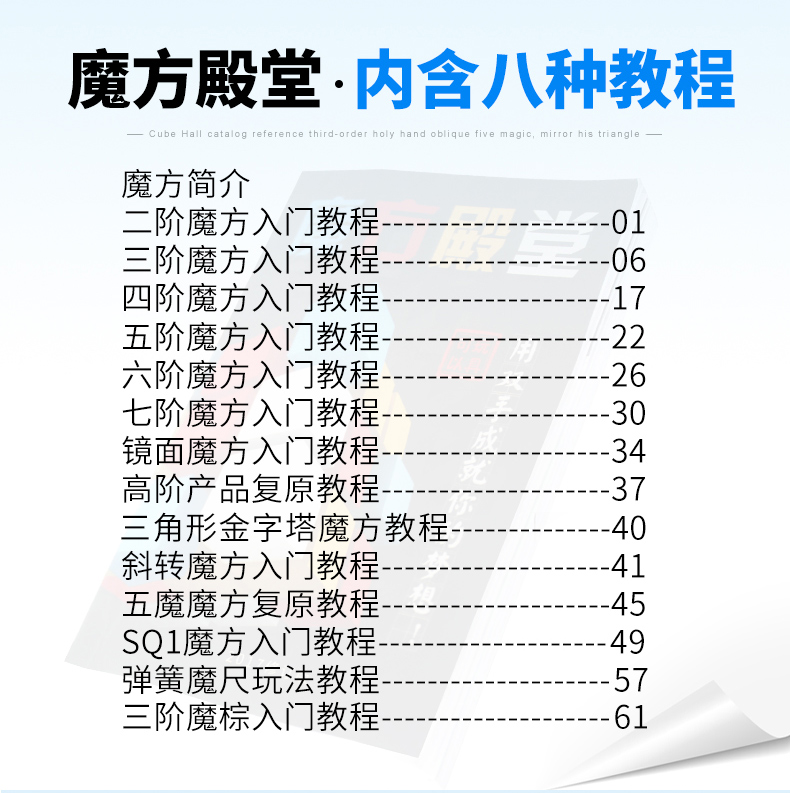 魔方殿堂·内含八种教程
Cube Hall catalog reference third-order holy hand oblique five magic, mirror his triangle
魔方简介
二阶魔方入门教程----------------------01
三阶魔方入门教程----------------------06
四阶魔方入门教程----------------------17
五阶魔方入门教程----------------------22
六阶魔方入门教程----------------------26
七阶魔方入门教程----------------------30
镜面魔方入门教程----------------------34
高阶产品复原教程----------------------37
三角形金字塔魔方教程---------------40
斜转魔方入门教程----------------------41
五魔魔方复原教程----------------------45
SQ1魔方入门教程----------------------49
弹簧魔尺玩法教程----------------------57
三阶魔粽入门教程----------------------61
魔方殿堂